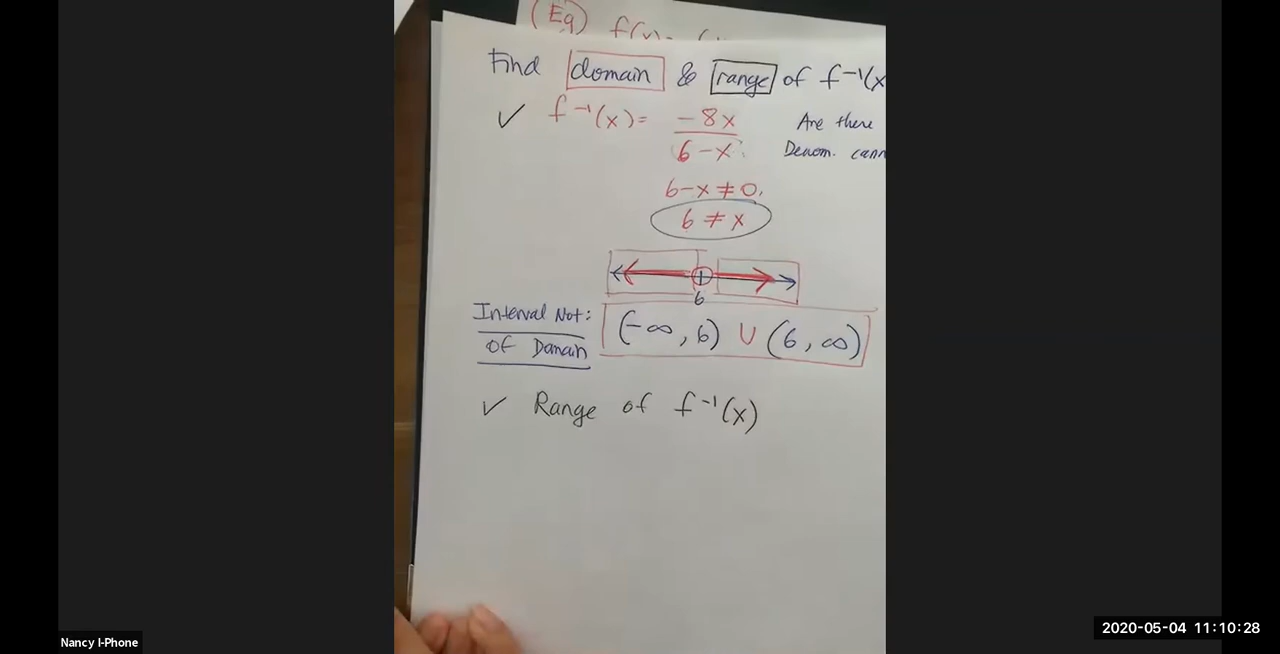 (Eg) f(x)=
Find domain & range of f⁻¹(x
✓ f⁻¹(x)= -8x
6-x
Are there
Denom. cann
6-x≠0,
6≠x
6
Interval Not:
of Domain
(-∞,6) ∪ (6,∞)
✓ Range of f⁻¹(x)
Nancy I-Phone
2020-05-04 11:10:28